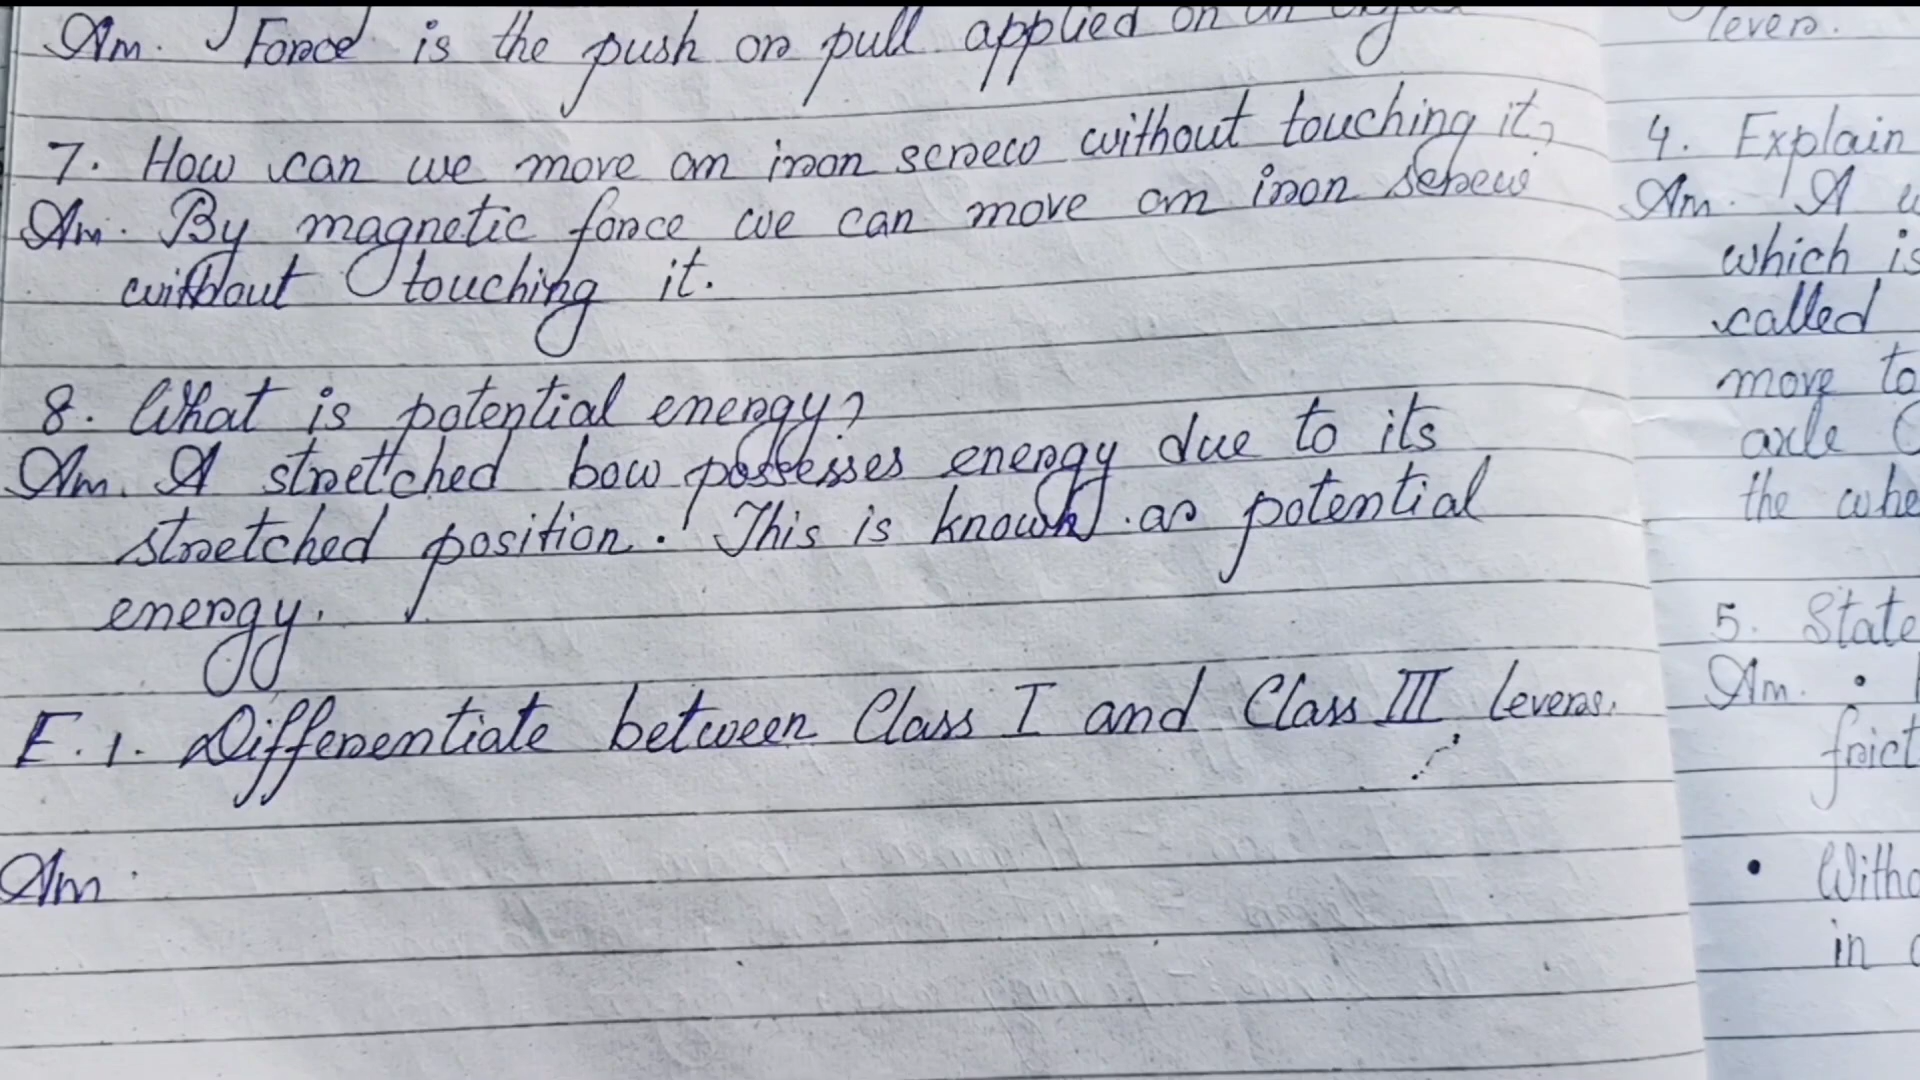 Ans. Force is the push or pull applied on an
7. How can we move an iron screw without touching it?
Ans. By magnetic force we can move an iron screw
without touching it.
8. What is potential energy?
Ans. A stretched bow possesses energy due to its
stretched position. This is known as potential
energy.
E. 1. Differentiate between Class I and Class III levers.
Ans.
levers.
4. Explain
Ans. A
which is
called
move to
axle
the
5. State
Ans. •
•
in